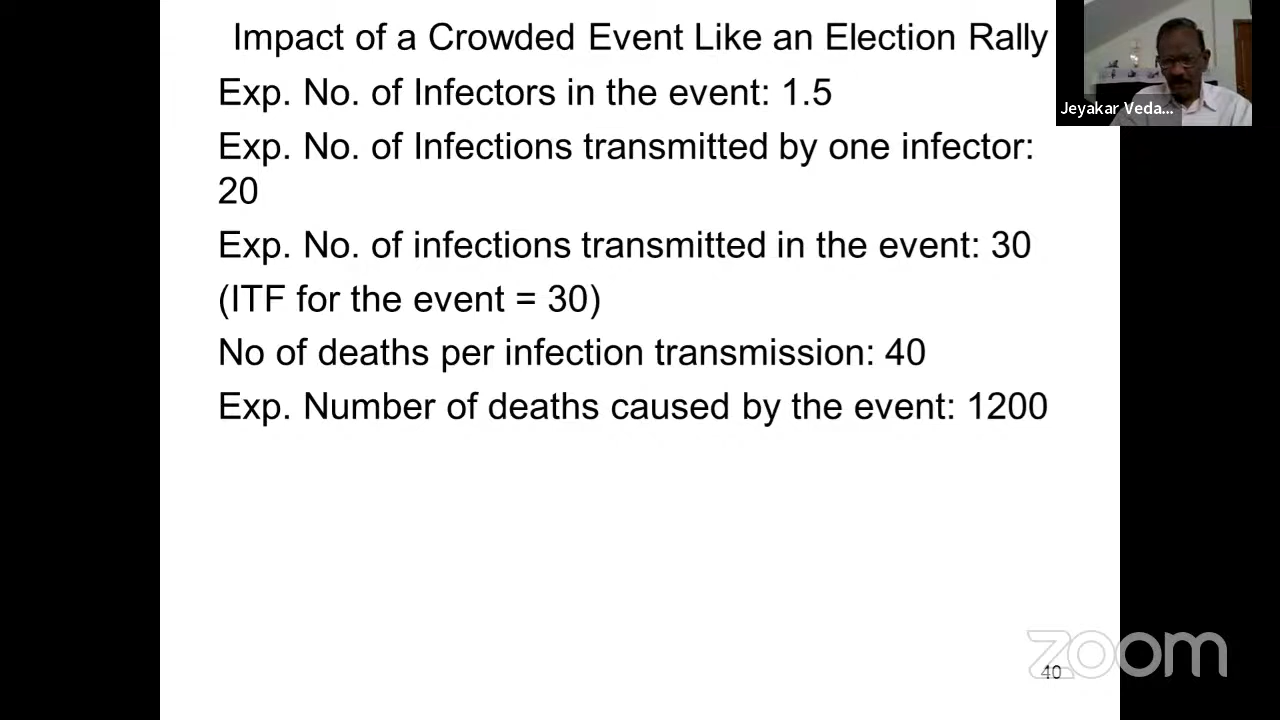 Impact of a Crowded Event Like an Election Rally
Exp. No. of Infectors in the event: 1.5
Exp. No. of Infections transmitted by one infector:
20
Exp. No. of infections transmitted in the event: 30
(ITF for the event = 30)
No of deaths per infection transmission: 40
Exp. Number of deaths caused by the event: 1200
Jeyakar Veda...
zoom
40